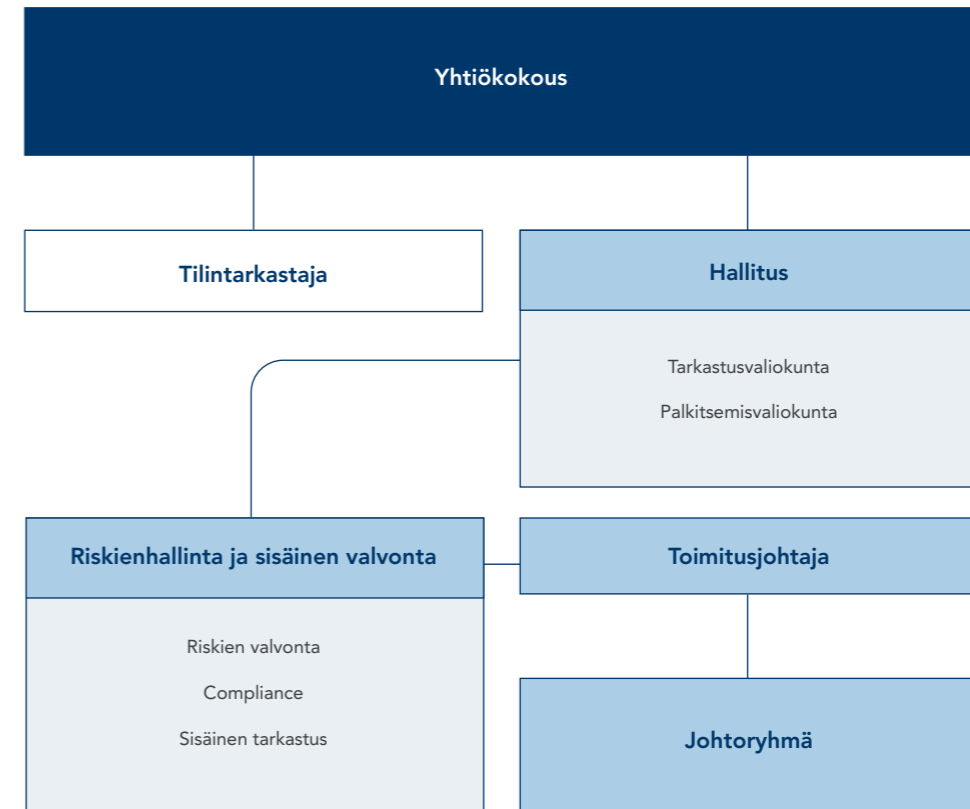 Yhtiökokous
Tilintarkastaja
Hallitus
Tarkastusvaliokunta
Palkitsemisvaliokunta
Riskienhallinta ja sisäinen valvonta
Toimitusjohtaja
Riskien valvonta
Compliance
Sisäinen tarkastus
Johtoryhmä